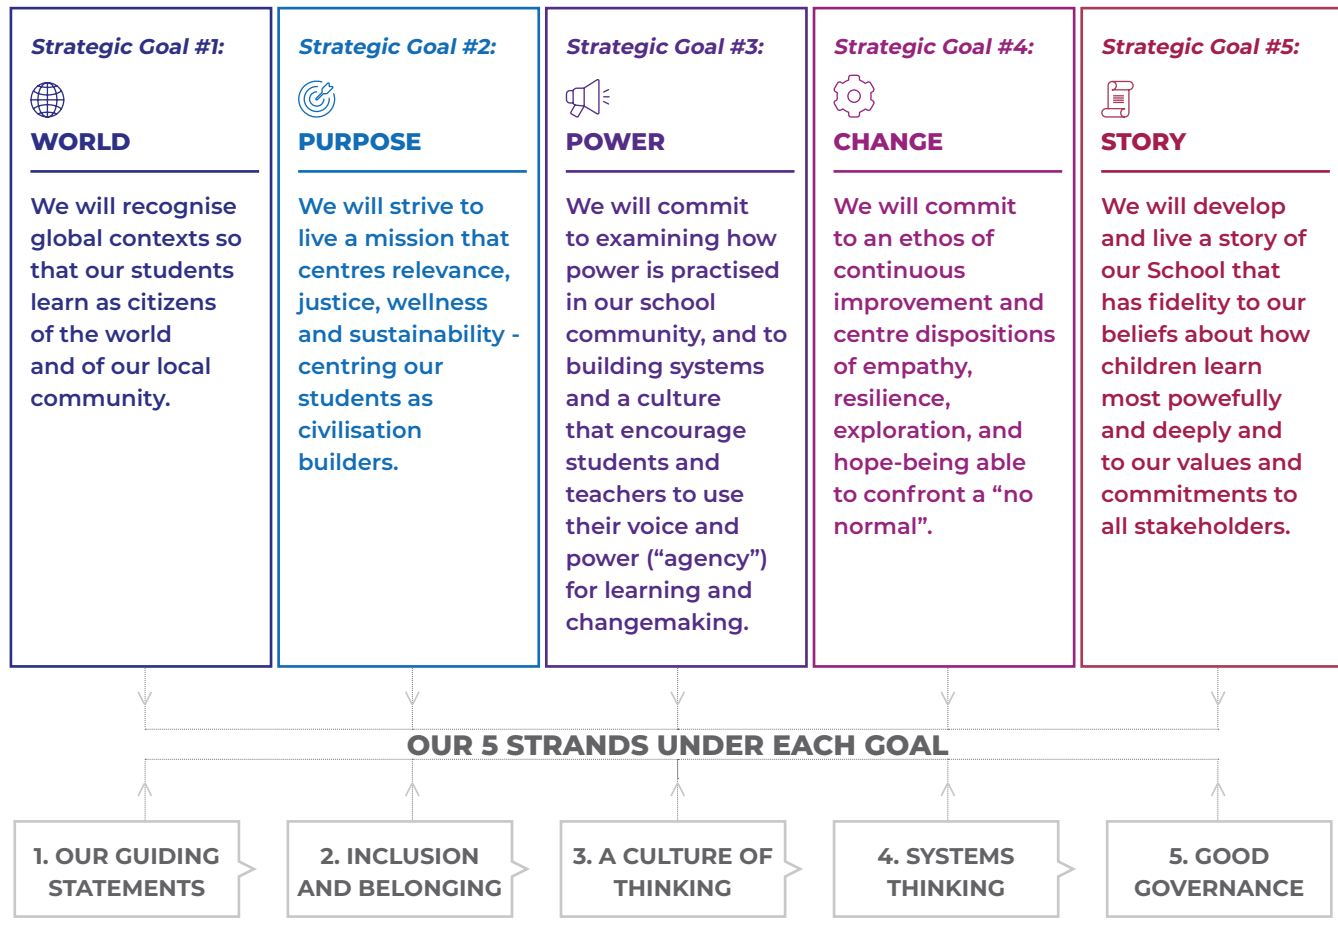 Strategic Goal #1:
WORLD
We will recognise
global contexts so
that our students
learn as citizens
of the world
and of our local
community.
Strategic Goal #2:
PURPOSE
We will strive to
live a mission that
centres relevance,
justice, wellness
and sustainability -
centring our
students as
civilisation
builders.
Strategic Goal #3:
POWER
We will commit
to examining how
power is practised
in our school
community, and to
building systems
and a culture
that encourage
students and
teachers to use
their voice and
power (“agency”)
for learning and
changemaking.
Strategic Goal #4:
CHANGE
We will commit
to an ethos of
continuous
improvement and
centre dispositions
of empathy,
resilience,
exploration, and
hope-being able
to confront a “no
normal”.
Strategic Goal #5:
STORY
We will develop
and live a story of
our School that
has fidelity to our
beliefs about how
children learn
most powefully
and deeply and
to our values and
commitments to
all stakeholders.
OUR 5 STRANDS UNDER EACH GOAL
1. OUR GUIDING
STATEMENTS
2. INCLUSION
AND BELONGING
3. A CULTURE OF
THINKING
4. SYSTEMS
THINKING
5. GOOD
GOVERNANCE